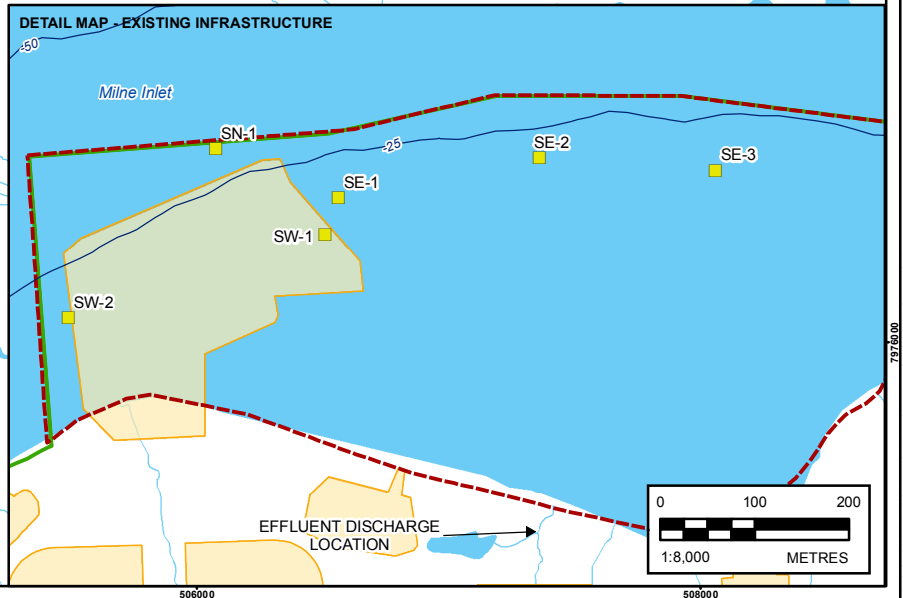 DETAIL MAP - EXISTING INFRASTRUCTURE
-50
Milne Inlet
SN-1
-25
SE-2
SE-3
SE-1
SW-1
SW-2
7976000
EFFLUENT DISCHARGE
LOCATION
0 100 200
1:8,000 METRES
506000 508000